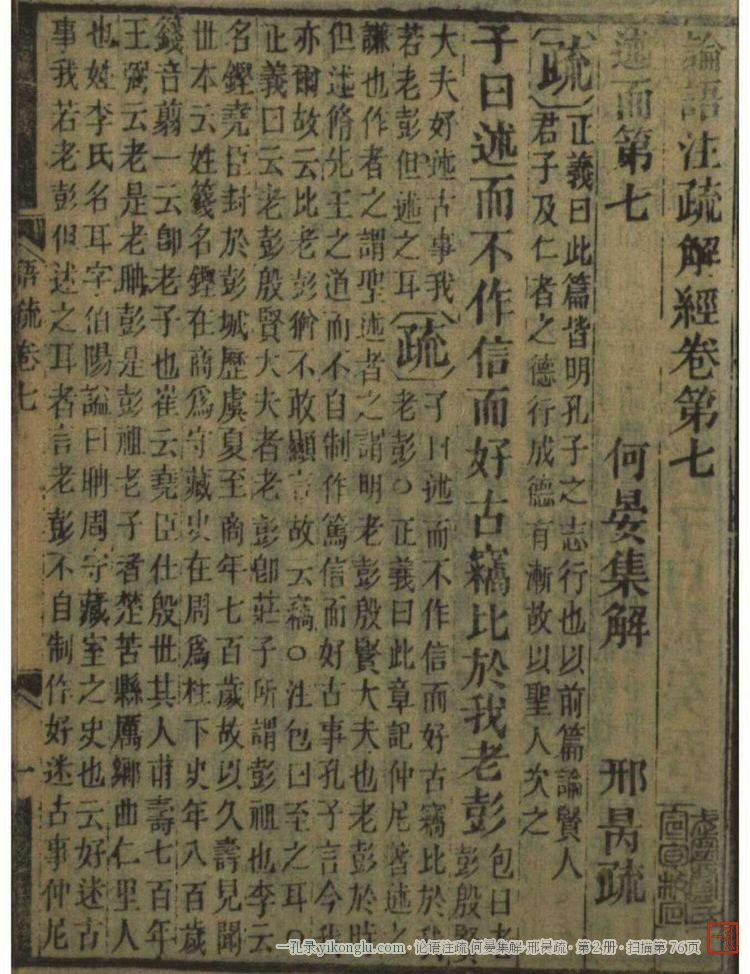 論語注疏解經卷第七
述而第七 何晏集解 邢昺疏
疏 正義曰此篇皆明孔子之志行也以前篇論賢人
君子及仁者之德行成德有漸故以聖人次之
子曰述而不作信而好古竊比於我老彭 包曰老
彭殷賢
大夫好述古事我
若老彭但述之耳
疏 子曰述而不作信而好古竊比於我
老彭○正義曰此章記仲尼著述之
謙也作者之謂聖述者之謂明老彭殷賢大夫也老彭於時
但述脩先王之道而不自制作篤信而好古事孔子言今我
亦爾故云比老彭猶不敢顯言故云竊○注包曰至之耳○
正義曰云老彭殷賢大夫者老彭卽莊子所謂彭祖也李云
名鏗堯臣封於彭城歷虞夏至商年七百歲故以久壽見聞
世本云姓籛名鏗在商爲守藏史在周爲柱下史年八百歲
籛音翦一云卽老子也崔云堯臣仕殷世其人甫壽七百年
王弼云老是老聃彭是彭祖老子者楚苦縣厲鄉曲仁里人
也姓李氏名耳字伯陽謚曰聃周守藏室之史也云好述古
事我若老彭但述之耳者言老彭不自制作好述古事仲尼
語疏卷七 一
一孔录yikonglu.com·论语注疏.何晏集解.邢昺疏·第2册·扫描第76页